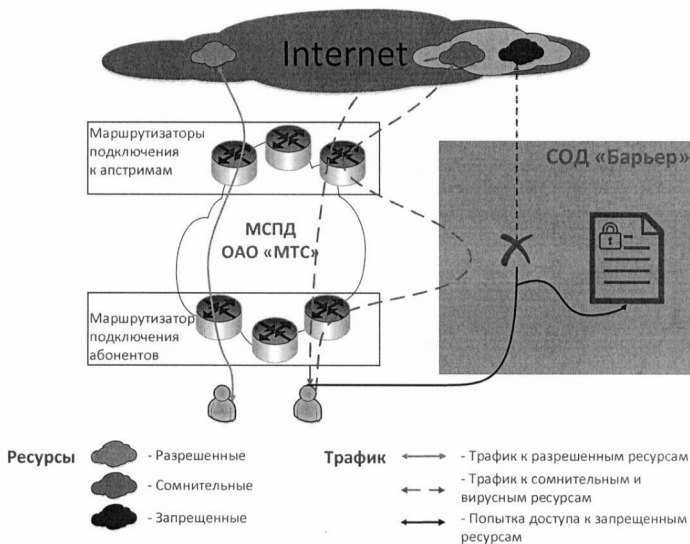 Internet
Маршрутизаторы
подключения
к апстримам
СОД «Барьер»
МСПД
ОАО «МТС»
Маршрутизатор
подключения
абонентов
Ресурсы
- Разрешенные
- Сомнительные
- Запрещенные
Трафик
- Трафик к разрешенным ресурсам
- Трафик к сомнительным и
вирусным ресурсам
- Попытка доступа к запрещенным
ресурсам